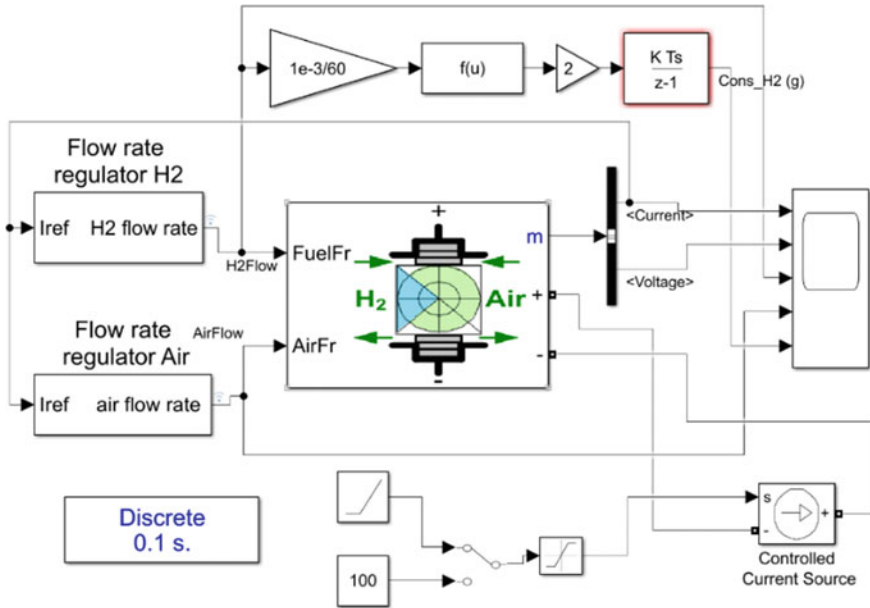 1e-3/60
f(u)
2
K Ts
z-1
Cons_H2 (g)
Flow rate
regulator H2
Iref
H2 flow rate
H2Flow
FuelFr
AirFr
H₂
Air
+
-
m
+
-
<Current>
<Voltage>
Flow rate
regulator Air
AirFlow
Iref
air flow rate
Discrete
0.1 s.
100
s
-
+
Controlled
Current Source